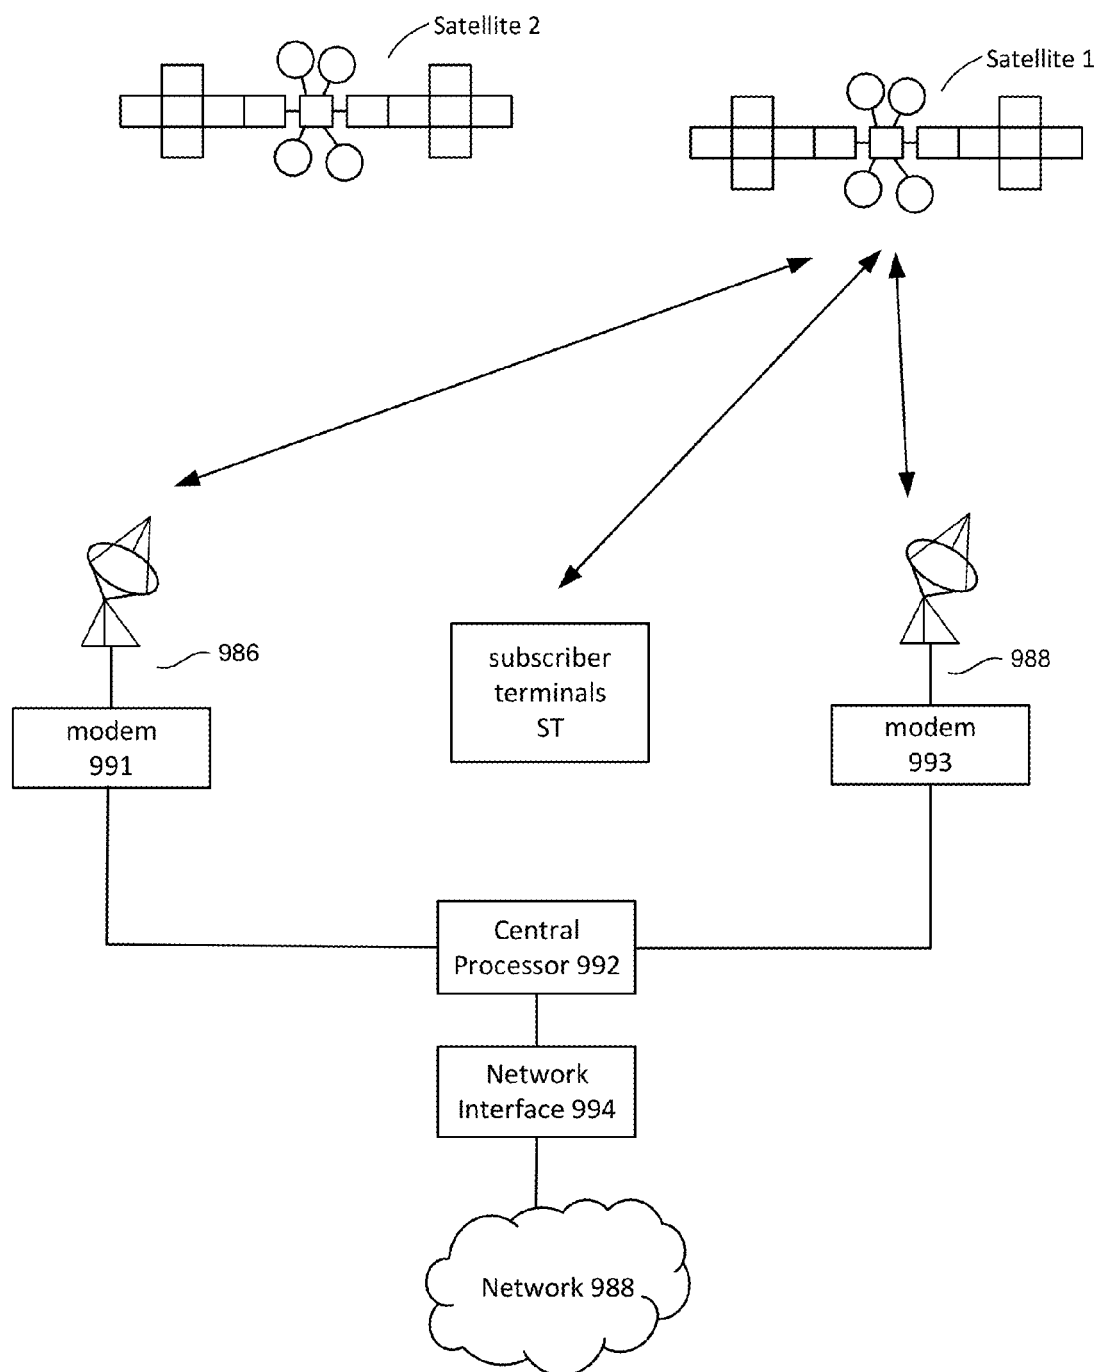 Satellite 2
Satellite 1
986
988
subscriber
terminals
ST
modem
991
modem
993
Central
Processor 992
Network
Interface 994
Network 988